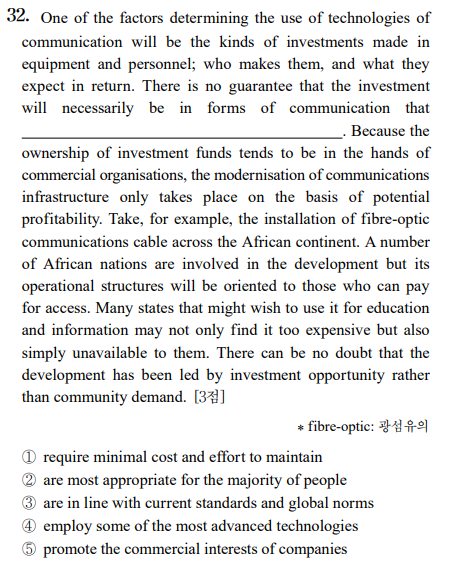 32. One of the factors determining the use of technologies of
communication will be the kinds of investments made in
equipment and personnel; who makes them, and what they
expect in return. There is no guarantee that the investment
will necessarily be in forms of communication that
________________________________________. Because the
ownership of investment funds tends to be in the hands of
commercial organisations, the modernisation of communications
infrastructure only takes place on the basis of potential
profitability. Take, for example, the installation of fibre-optic
communications cable across the African continent. A number
of African nations are involved in the development but its
operational structures will be oriented to those who can pay
for access. Many states that might wish to use it for education
and information may not only find it too expensive but also
simply unavailable to them. There can be no doubt that the
development has been led by investment opportunity rather
than community demand. [3점]
* fibre-optic: 광섬유의
① require minimal cost and effort to maintain
② are most appropriate for the majority of people
③ are in line with current standards and global norms
④ employ some of the most advanced technologies
⑤ promote the commercial interests of companies